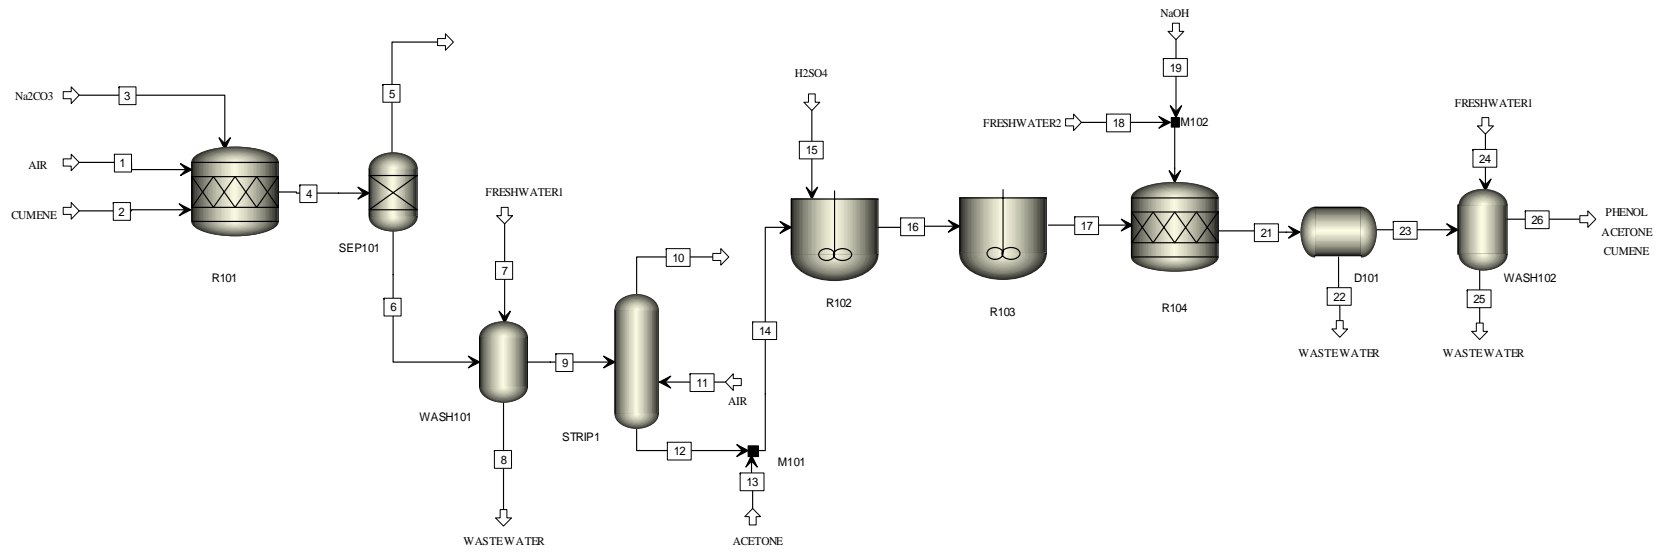 NaOH
H2SO4
19
5
Na2CO3
3
FRESHWATER1
FRESHWATER2
18
M102
15
24
AIR
1
4
FRESHWATER1
CUMENE
2
26
PHENOL
16
17
21
23
ACETONE
SEP101
CUMENE
10
7
R101
D101
WASH102
22
25
6
R102
R103
R104
14
WASTEWATER
WASTEWATER
9
11
AIR
WASH101
STRIP1
12
M101
8
13
WASTEWATER
ACETONE